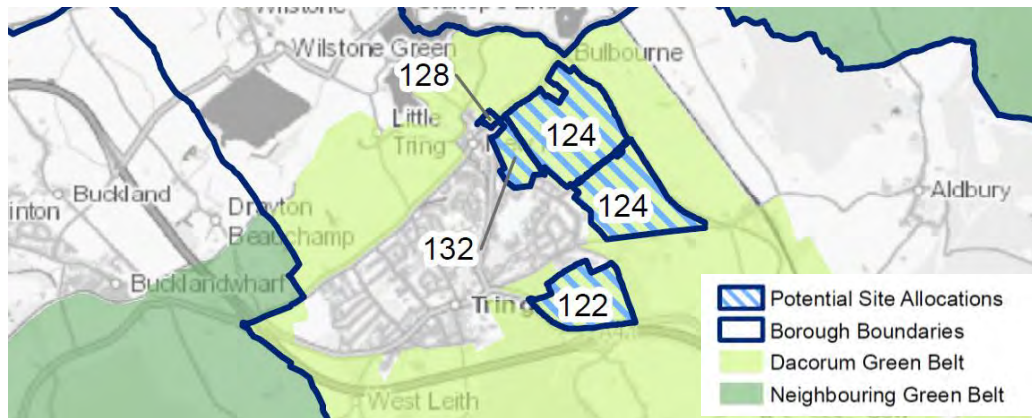 Wilstone
Wilstone Green
Bulbourne
128
Little
Tring
124
Buckland
124
Aldbury
Drayton
Beauchamp
132
Bucklandwharf
Tring
122
West Leith
Potential Site Allocations
Borough Boundaries
Dacorum Green Belt
Neighbouring Green Belt